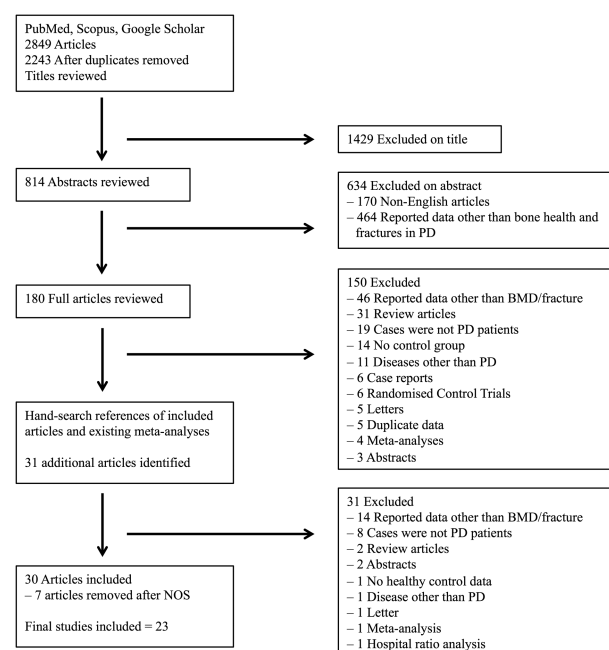 PubMed, Scopus, Google Scholar
2849 Articles
2243 After duplicates removed
Titles reviewed
1429 Excluded on title
814 Abstracts reviewed
634 Excluded on abstract
– 170 Non-English articles
– 464 Reported data other than bone health and
fractures in PD
180 Full articles reviewed
150 Excluded
– 46 Reported data other than BMD/fracture
– 31 Review articles
– 19 Cases were not PD patients
– 14 No control group
– 11 Diseases other than PD
– 6 Case reports
– 6 Randomised Control Trials
– 5 Letters
– 5 Duplicate data
– 4 Meta-analyses
– 3 Abstracts
Hand-search references of included
articles and existing meta-analyses
31 additional articles identified
31 Excluded
– 14 Reported data other than BMD/fracture
– 8 Cases were not PD patients
– 2 Review articles
– 2 Abstracts
– 1 No healthy control data
– 1 Disease other than PD
– 1 Letter
– 1 Meta-analysis
– 1 Hospital ratio analysis
30 Articles included
– 7 articles removed after NOS
Final studies included = 23